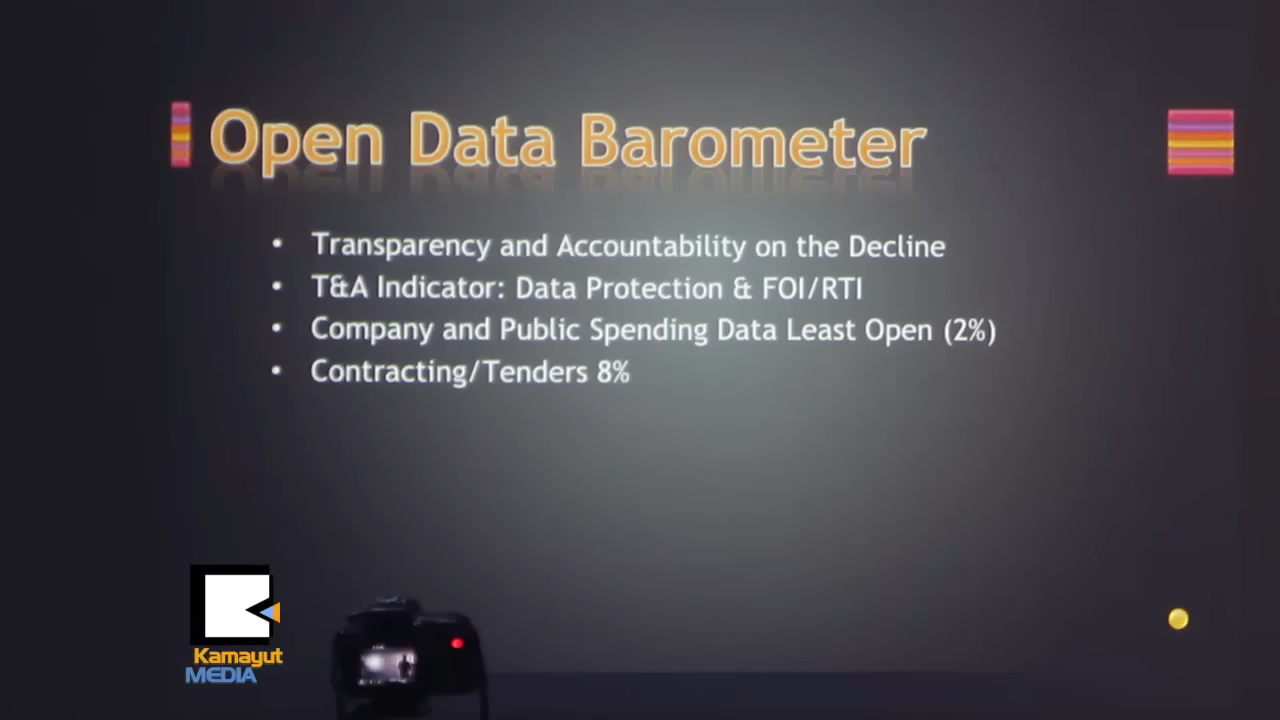 Open Data Barometer
• Transparency and Accountability on the Decline
• T&A Indicator: Data Protection & FOI/RTI
• Company and Public Spending Data Least Open (2%)
• Contracting/Tenders 8%
Kamayut
MEDIA